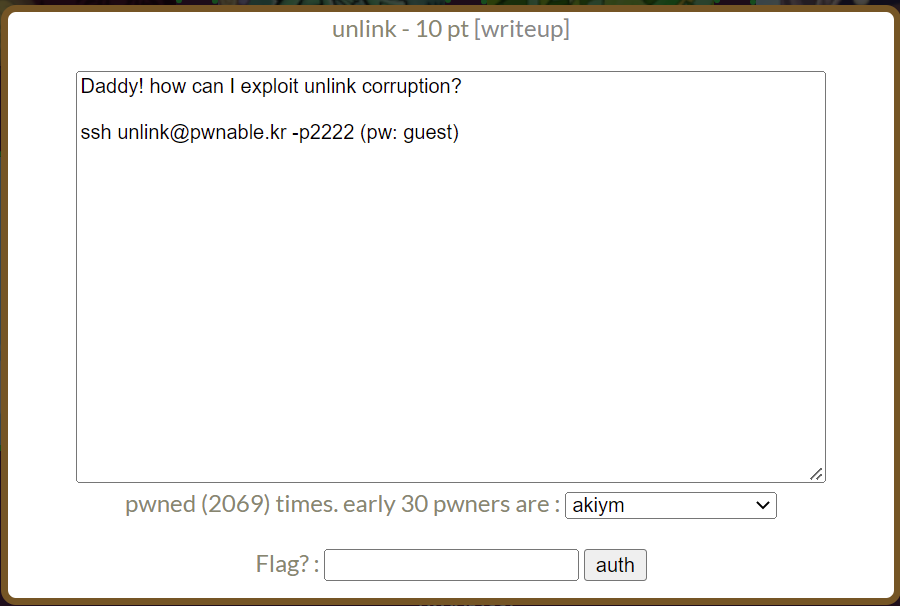 unlink - 10 pt [writeup]
Daddy! how can I exploit unlink corruption?
ssh unlink@pwnable.kr -p2222 (pw: guest)
pwned (2069) times. early 30 pwners are : akiym
Flag? : auth